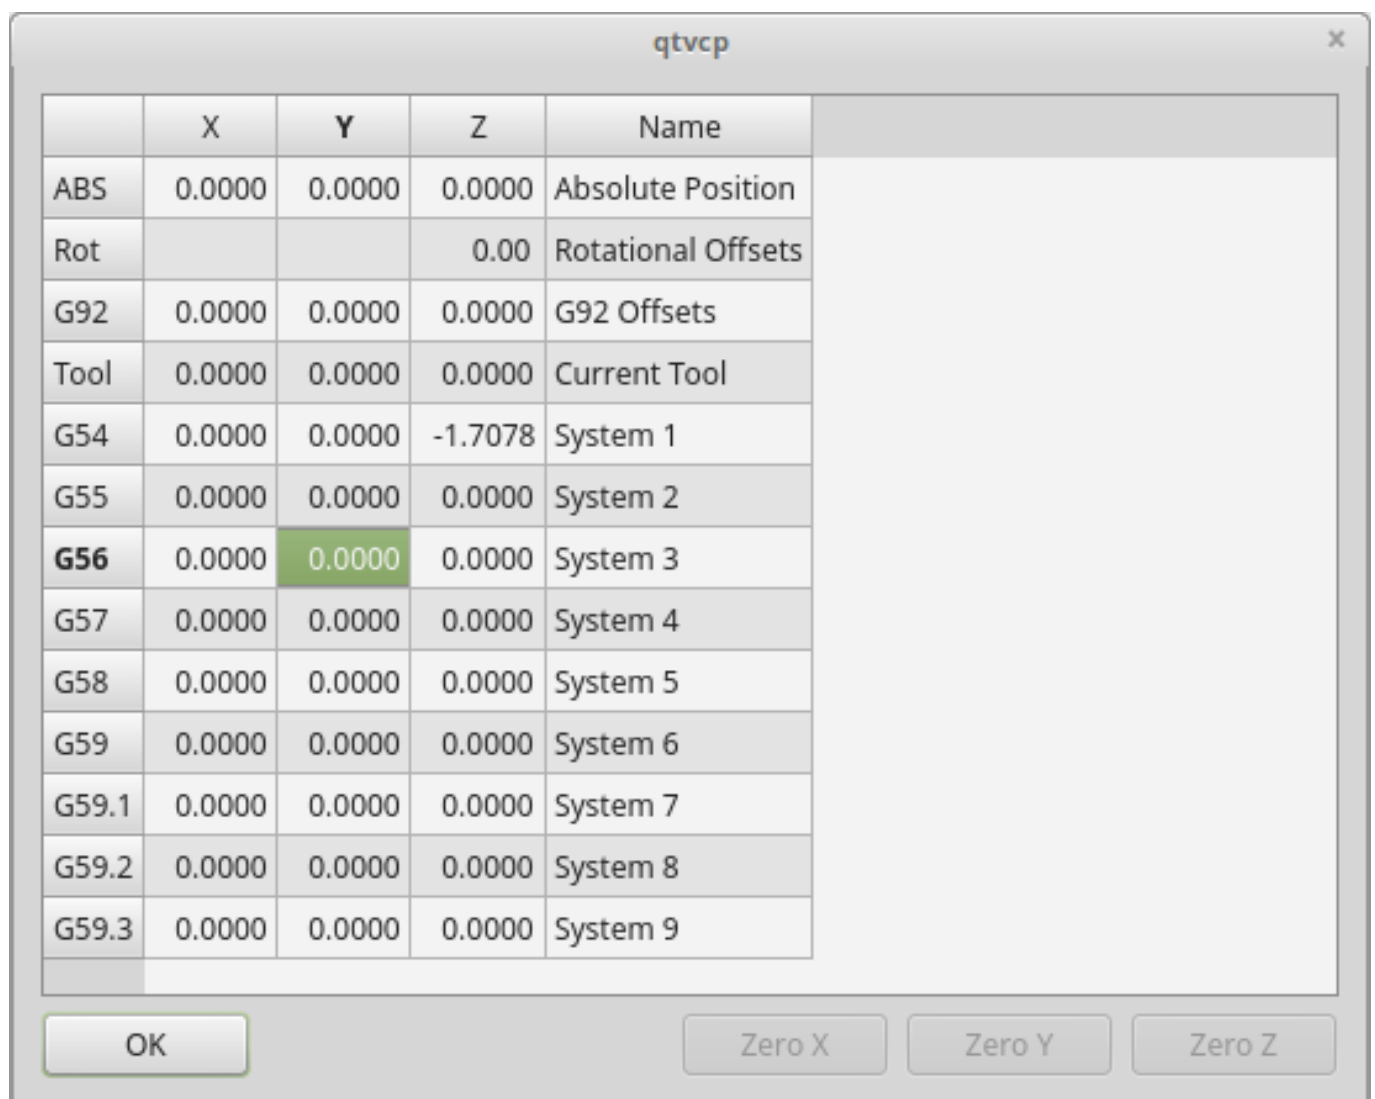 qtvcp ×
X Y Z Name
ABS 0.0000 0.0000 0.0000 Absolute Position
Rot 0.00 Rotational Offsets
G92 0.0000 0.0000 0.0000 G92 Offsets
Tool 0.0000 0.0000 0.0000 Current Tool
G54 0.0000 0.0000 -1.7078 System 1
G55 0.0000 0.0000 0.0000 System 2
G56 0.0000 0.0000 0.0000 System 3
G57 0.0000 0.0000 0.0000 System 4
G58 0.0000 0.0000 0.0000 System 5
G59 0.0000 0.0000 0.0000 System 6
G59.1 0.0000 0.0000 0.0000 System 7
G59.2 0.0000 0.0000 0.0000 System 8
G59.3 0.0000 0.0000 0.0000 System 9
OK Zero X Zero Y Zero Z